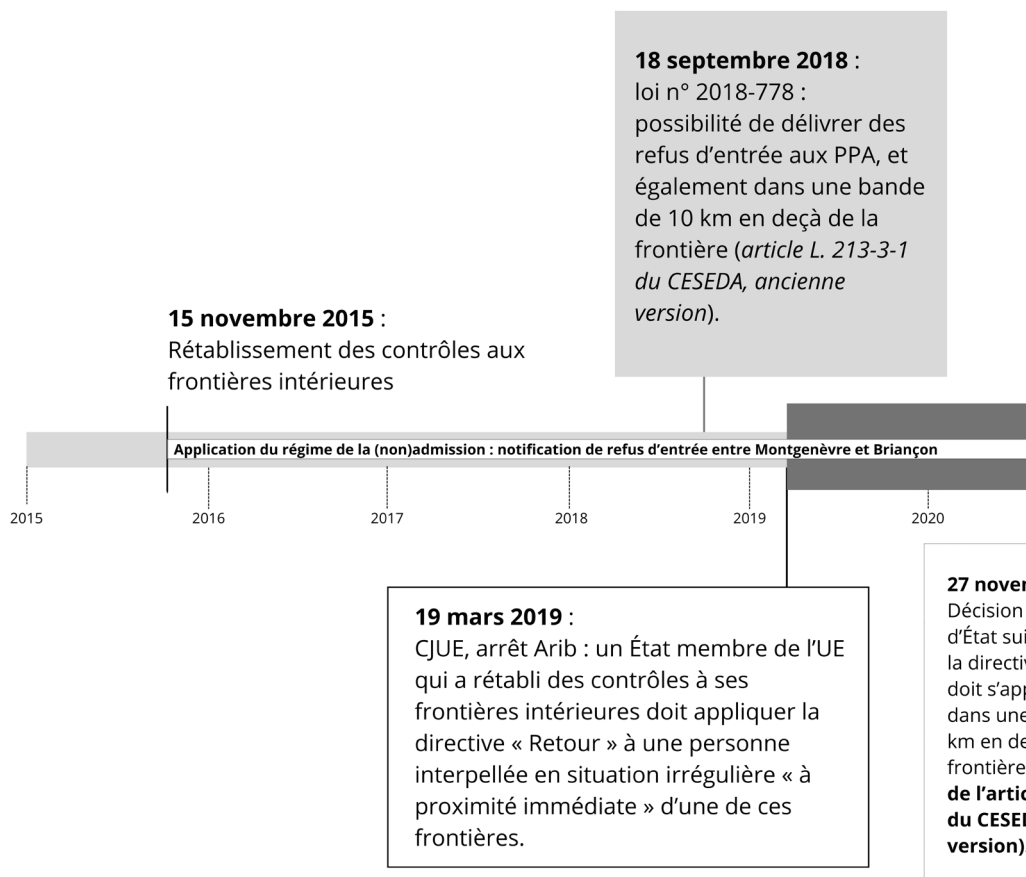 18 septembre 2018 :
loi n° 2018-778 :
possibilité de délivrer des
refus d’entrée aux PPA, et
également dans une bande
de 10 km en deçà de la
frontière (article L. 213-3-1
du CESEDA, ancienne
version).
15 novembre 2015 :
Rétablissement des contrôles aux
frontières intérieures
Application du régime de la (non)admission : notification de refus d’entrée entre Montgenèvre et Briançon
2015
2016
2017
2018
2019
2020
19 mars 2019 :
CJUE, arrêt Arib : un État membre de l’UE
qui a rétabli des contrôles à ses
frontières intérieures doit appliquer la
directive « Retour » à une personne
interpellée en situation irrégulière « à
proximité immédiate » d’une de ces
frontières.
27
Décision
d’État
la
doit
dans une
km en
frontière
de
du
version)